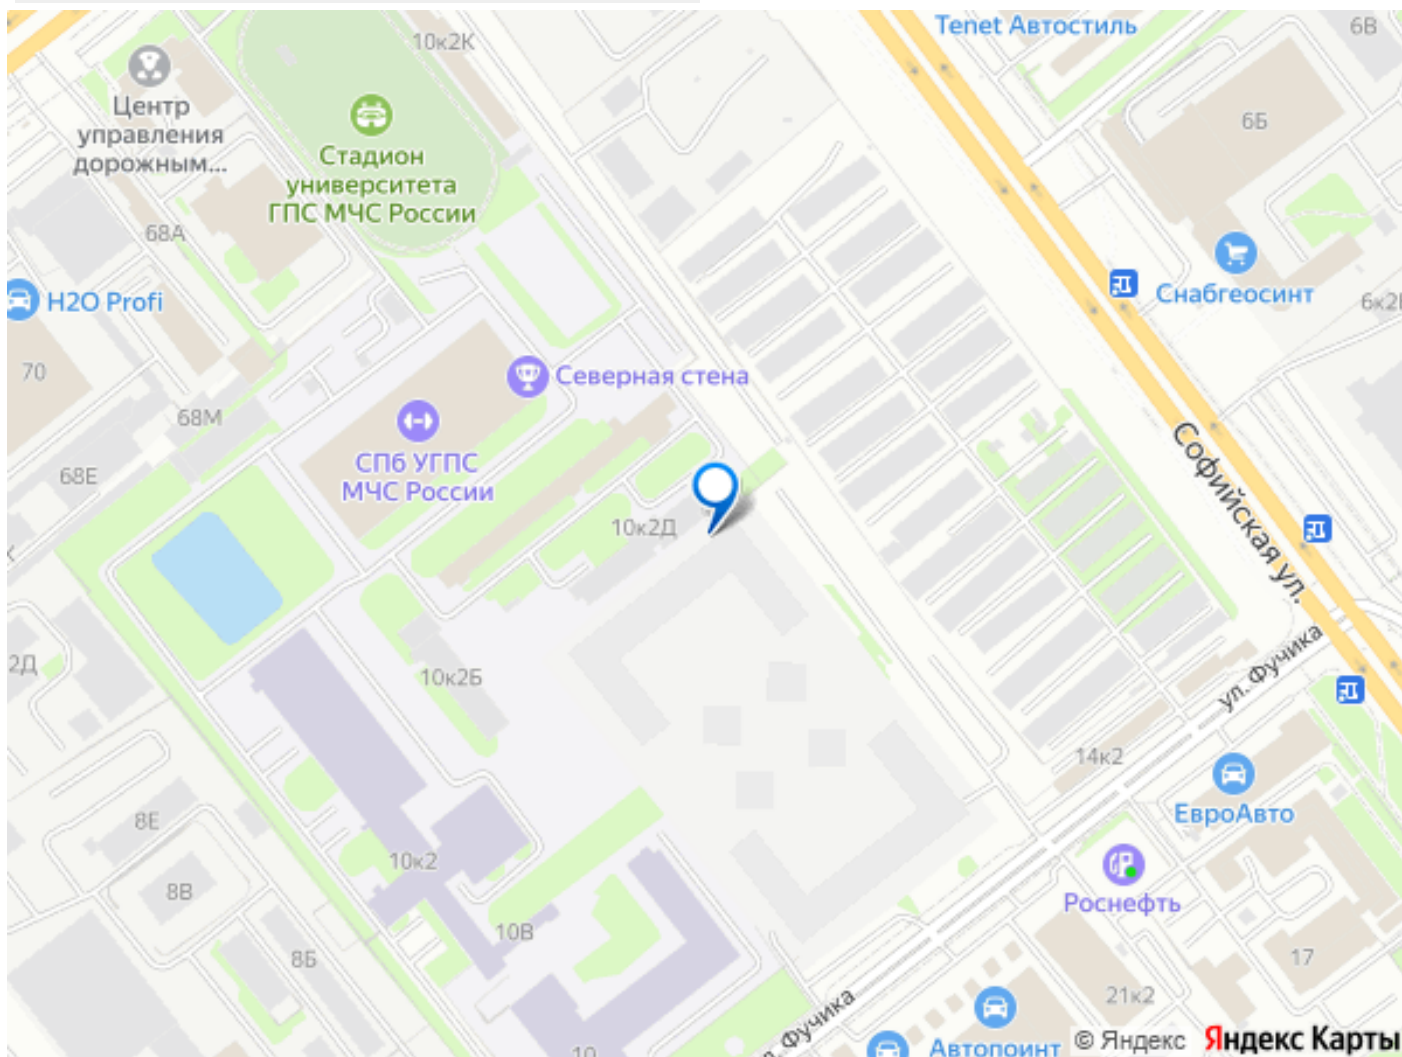 Tenet Автостиль
6В
10к2К
Центр
управления
дорожным...
6Б
Стадион
университета
ГПС МЧС России
68А
H2O Profi
Снабгеосинт
70
Северная стена
68М
СПб УГПС
МЧС России
68Е
Софийская ул.
10к2Д
ул. Фучика
2Д
10к2Б
14к2
ЕвроАвто
8Е
10к2
8В
Роснефть
10В
8Б
17
21к2
ул. Фучика
Автопоинт
10
© Яндекс
Яндекс Карты